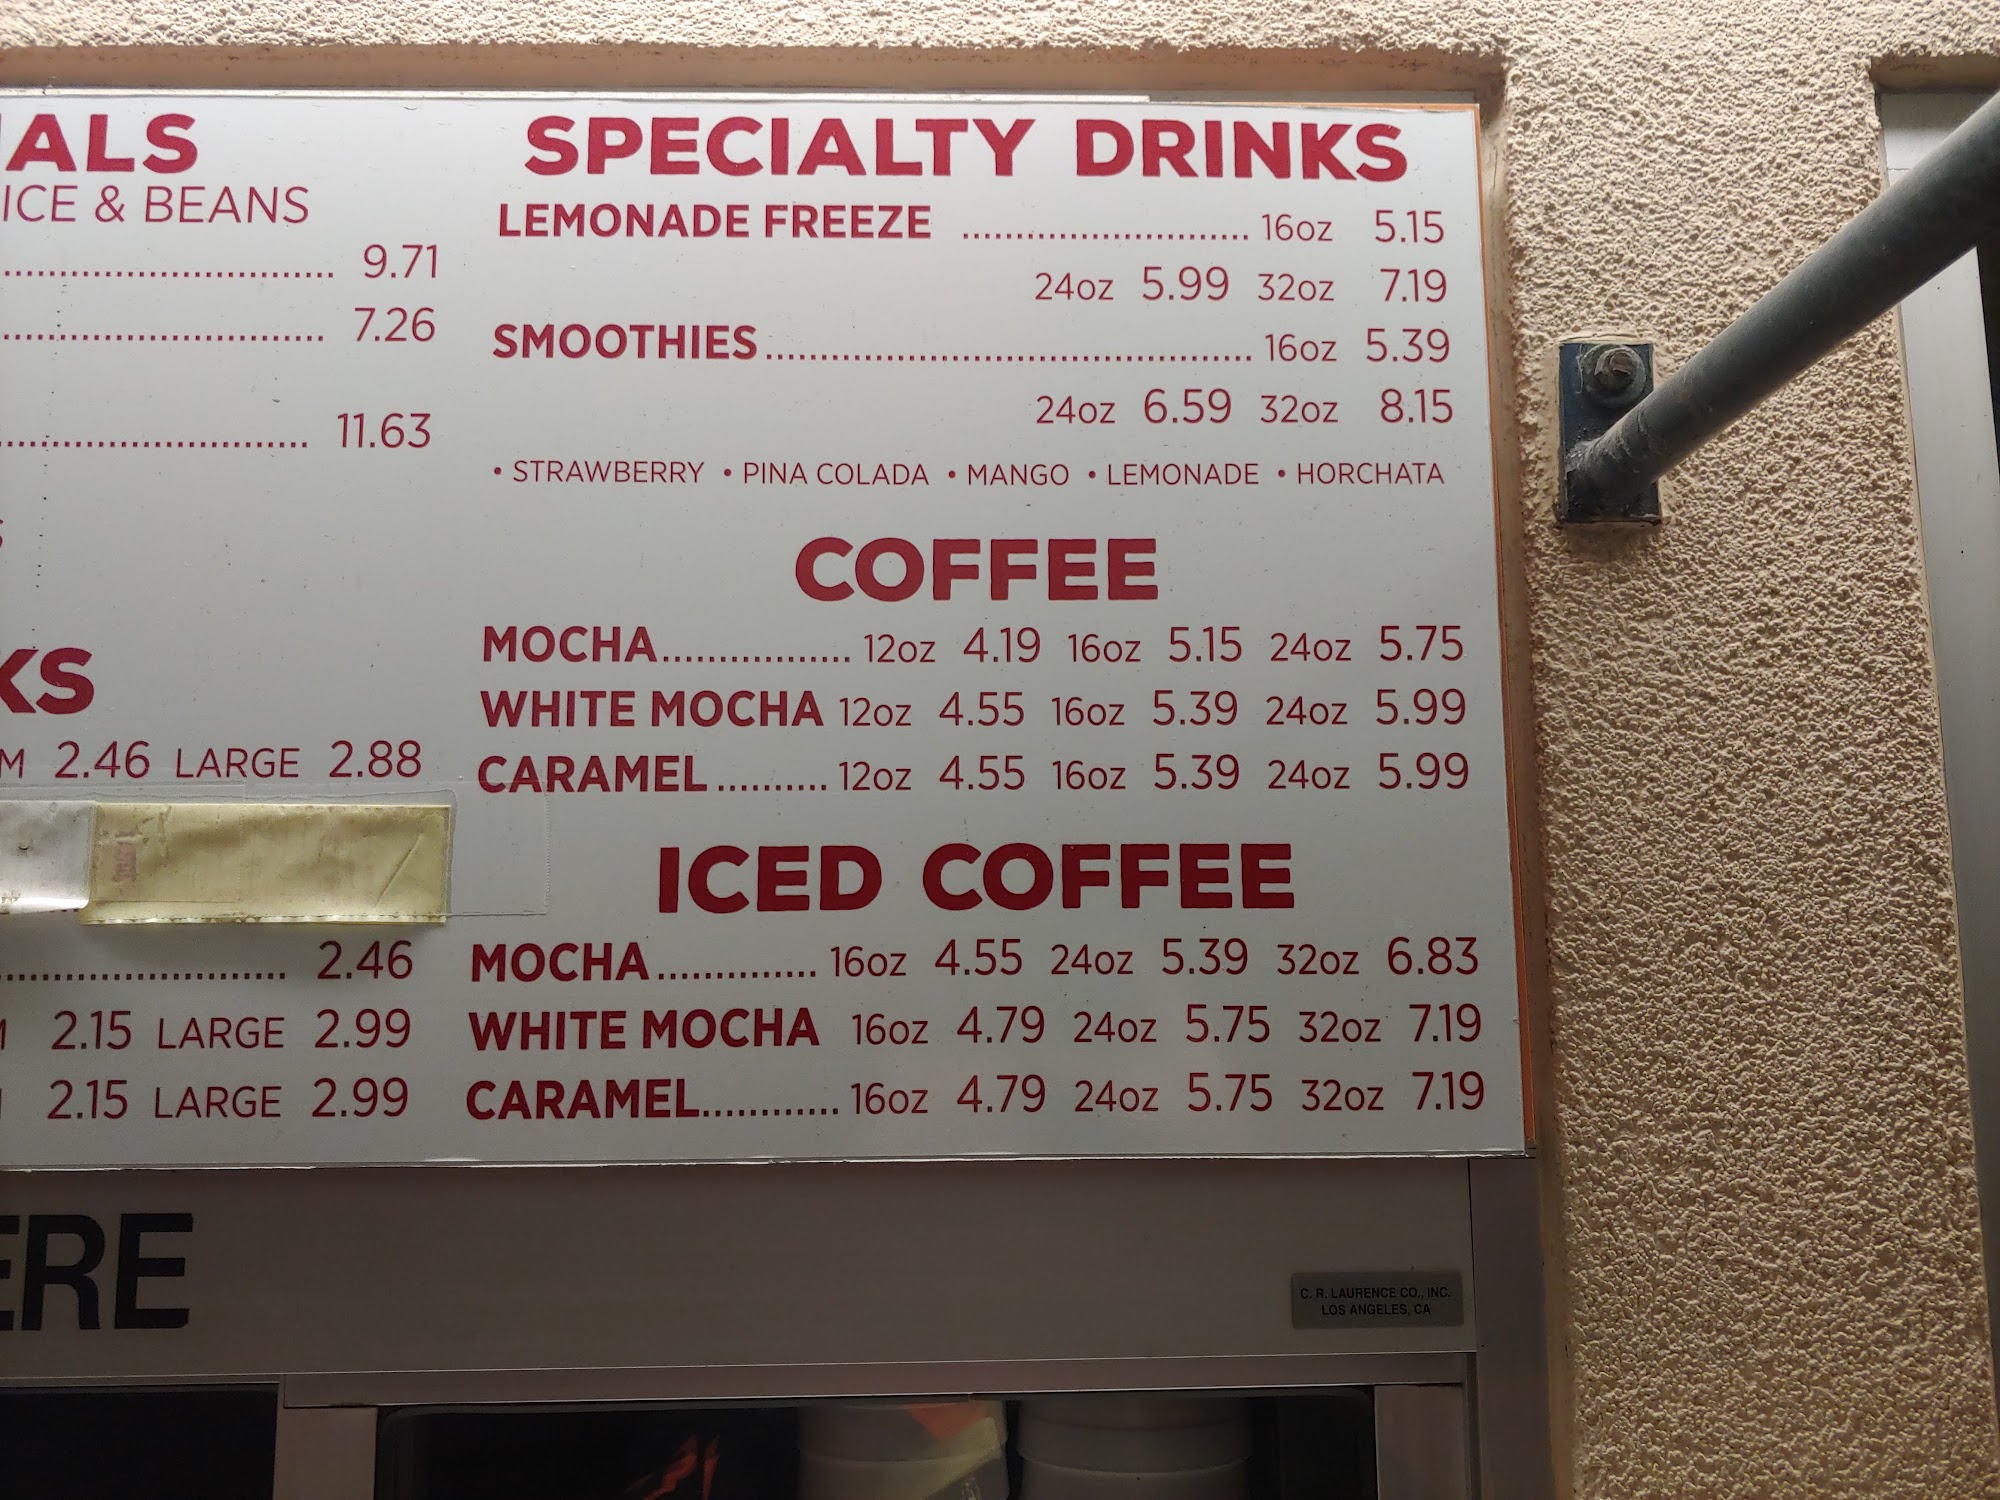 ALS
ICE & BEANS
9.71
7.26
11.63
KS
2.46 LARGE 2.88
2.46
2.15 LARGE 2.99
2.15 LARGE 2.99
SPECIALTY DRINKS
LEMONADE FREEZE 16oz 5.15
24oz 5.99 32oz 7.19
SMOOTHIES 16oz 5.39
24oz 6.59 32oz 8.15
• STRAWBERRY • PINA COLADA • MANGO • LEMONADE • HORCHATA
COFFEE
MOCHA 12oz 4.19 16oz 5.15 24oz 5.75
WHITE MOCHA 12oz 4.55 16oz 5.39 24oz 5.99
CARAMEL 12oz 4.55 16oz 5.39 24oz 5.99
ICED COFFEE
MOCHA 16oz 4.55 24oz 5.39 32oz 6.83
WHITE MOCHA 16oz 4.79 24oz 5.75 32oz 7.19
CARAMEL 16oz 4.79 24oz 5.75 32oz 7.19
ERE
C. R. LAURENCE CO., INC.
LOS ANGELES, CA